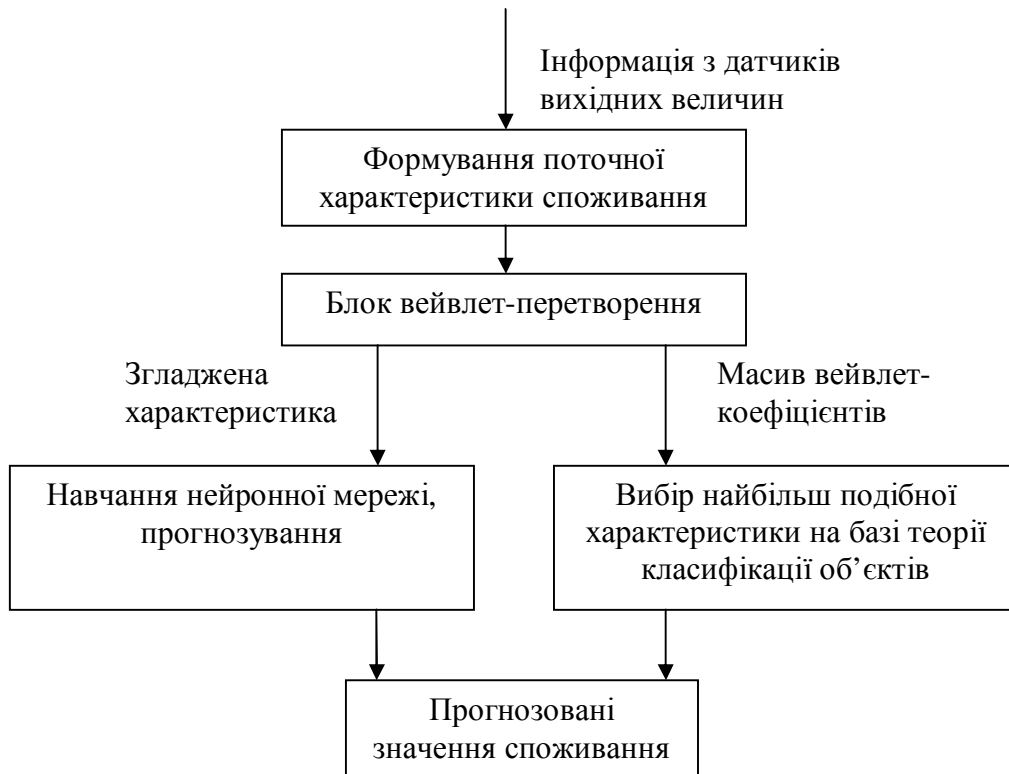 Інформація з датчиків
вихідних величин
Формування поточної
характеристики споживання
Блок вейвлет-перетворення
Згладжена
характеристика
Масив вейвлет-
коефіцієнтів
Навчання нейронної мережі,
прогнозування
Вибір найбільш подібної
характеристики на базі теорії
класифікації об’єктів
Прогнозовані
значення споживання